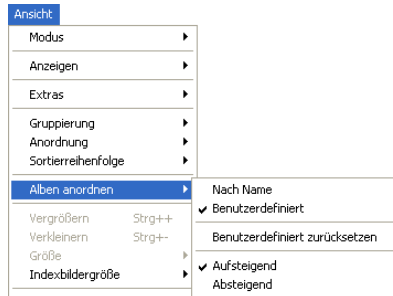 Ansicht
Modus
Anzeigen
Extras
Gruppierung
Anordnung
Sortierreihenfolge
Alben anordnen
Nach Name
Benutzerdefiniert
Benutzerdefiniert zurücksetzen
Aufsteigend
Absteigend
Vergrößern Strg++
Verkleinern Strg+-
Größe
Indexbildergröße